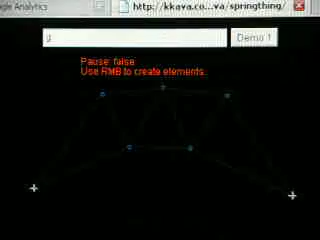 gle Analytics
http://kkava.co...va/springthing/
g
Demo 1
Pause: false
Use RMB to create elements.